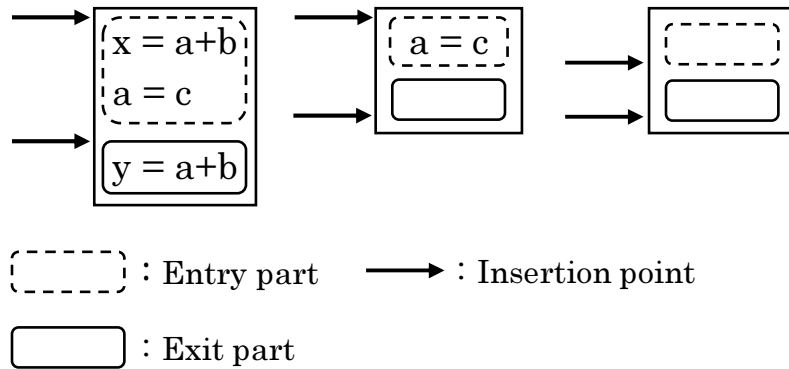 x = a+b
a = c
y = a+b
a = c
: Entry part
: Insertion point
: Exit part